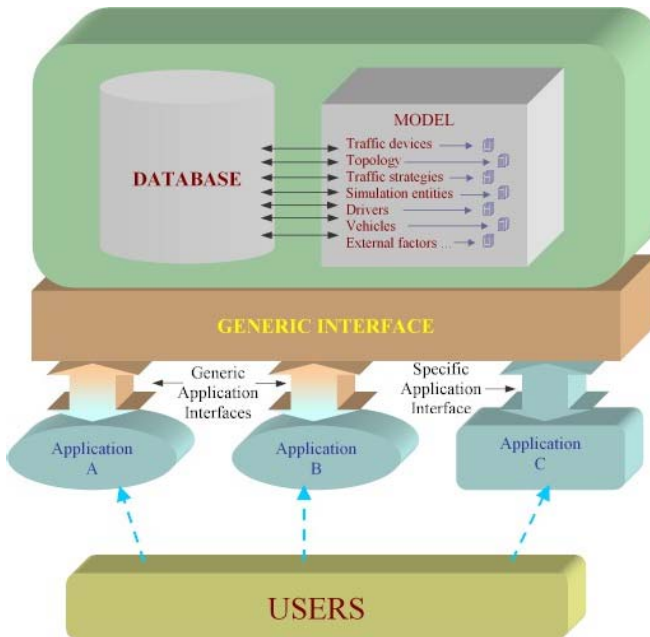 MODEL
DATABASE
Traffic devices
Topology
Traffic strategies
Simulation entities
Drivers
Vehicles
External factors ...
GENERIC INTERFACE
Generic
Application
Interfaces
Specific
Application
Interface
Application
A
Application
B
Application
C
USERS